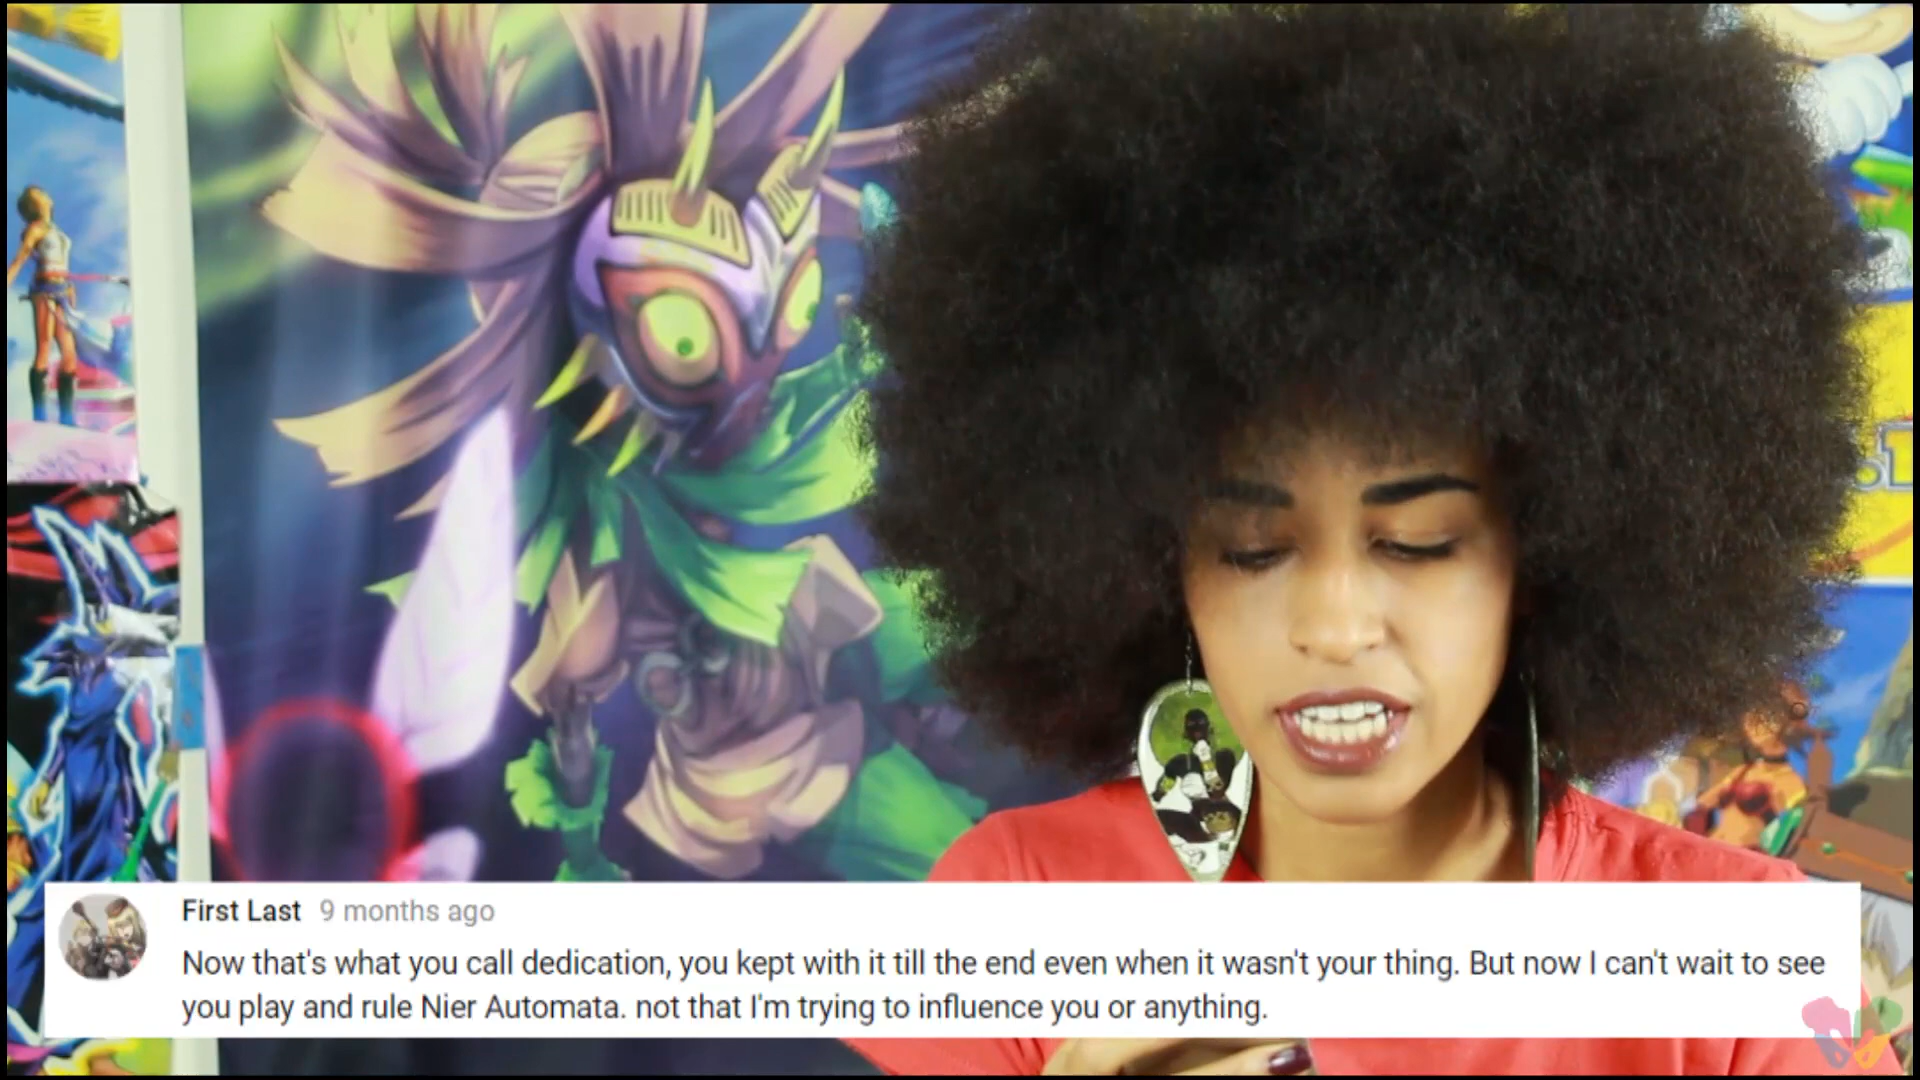 First Last 9 months ago
Now that's what you call dedication, you kept with it till the end even when it wasn't your thing. But now I can't wait to see
you play and rule Nier Automata. not that I'm trying to influence you or anything.